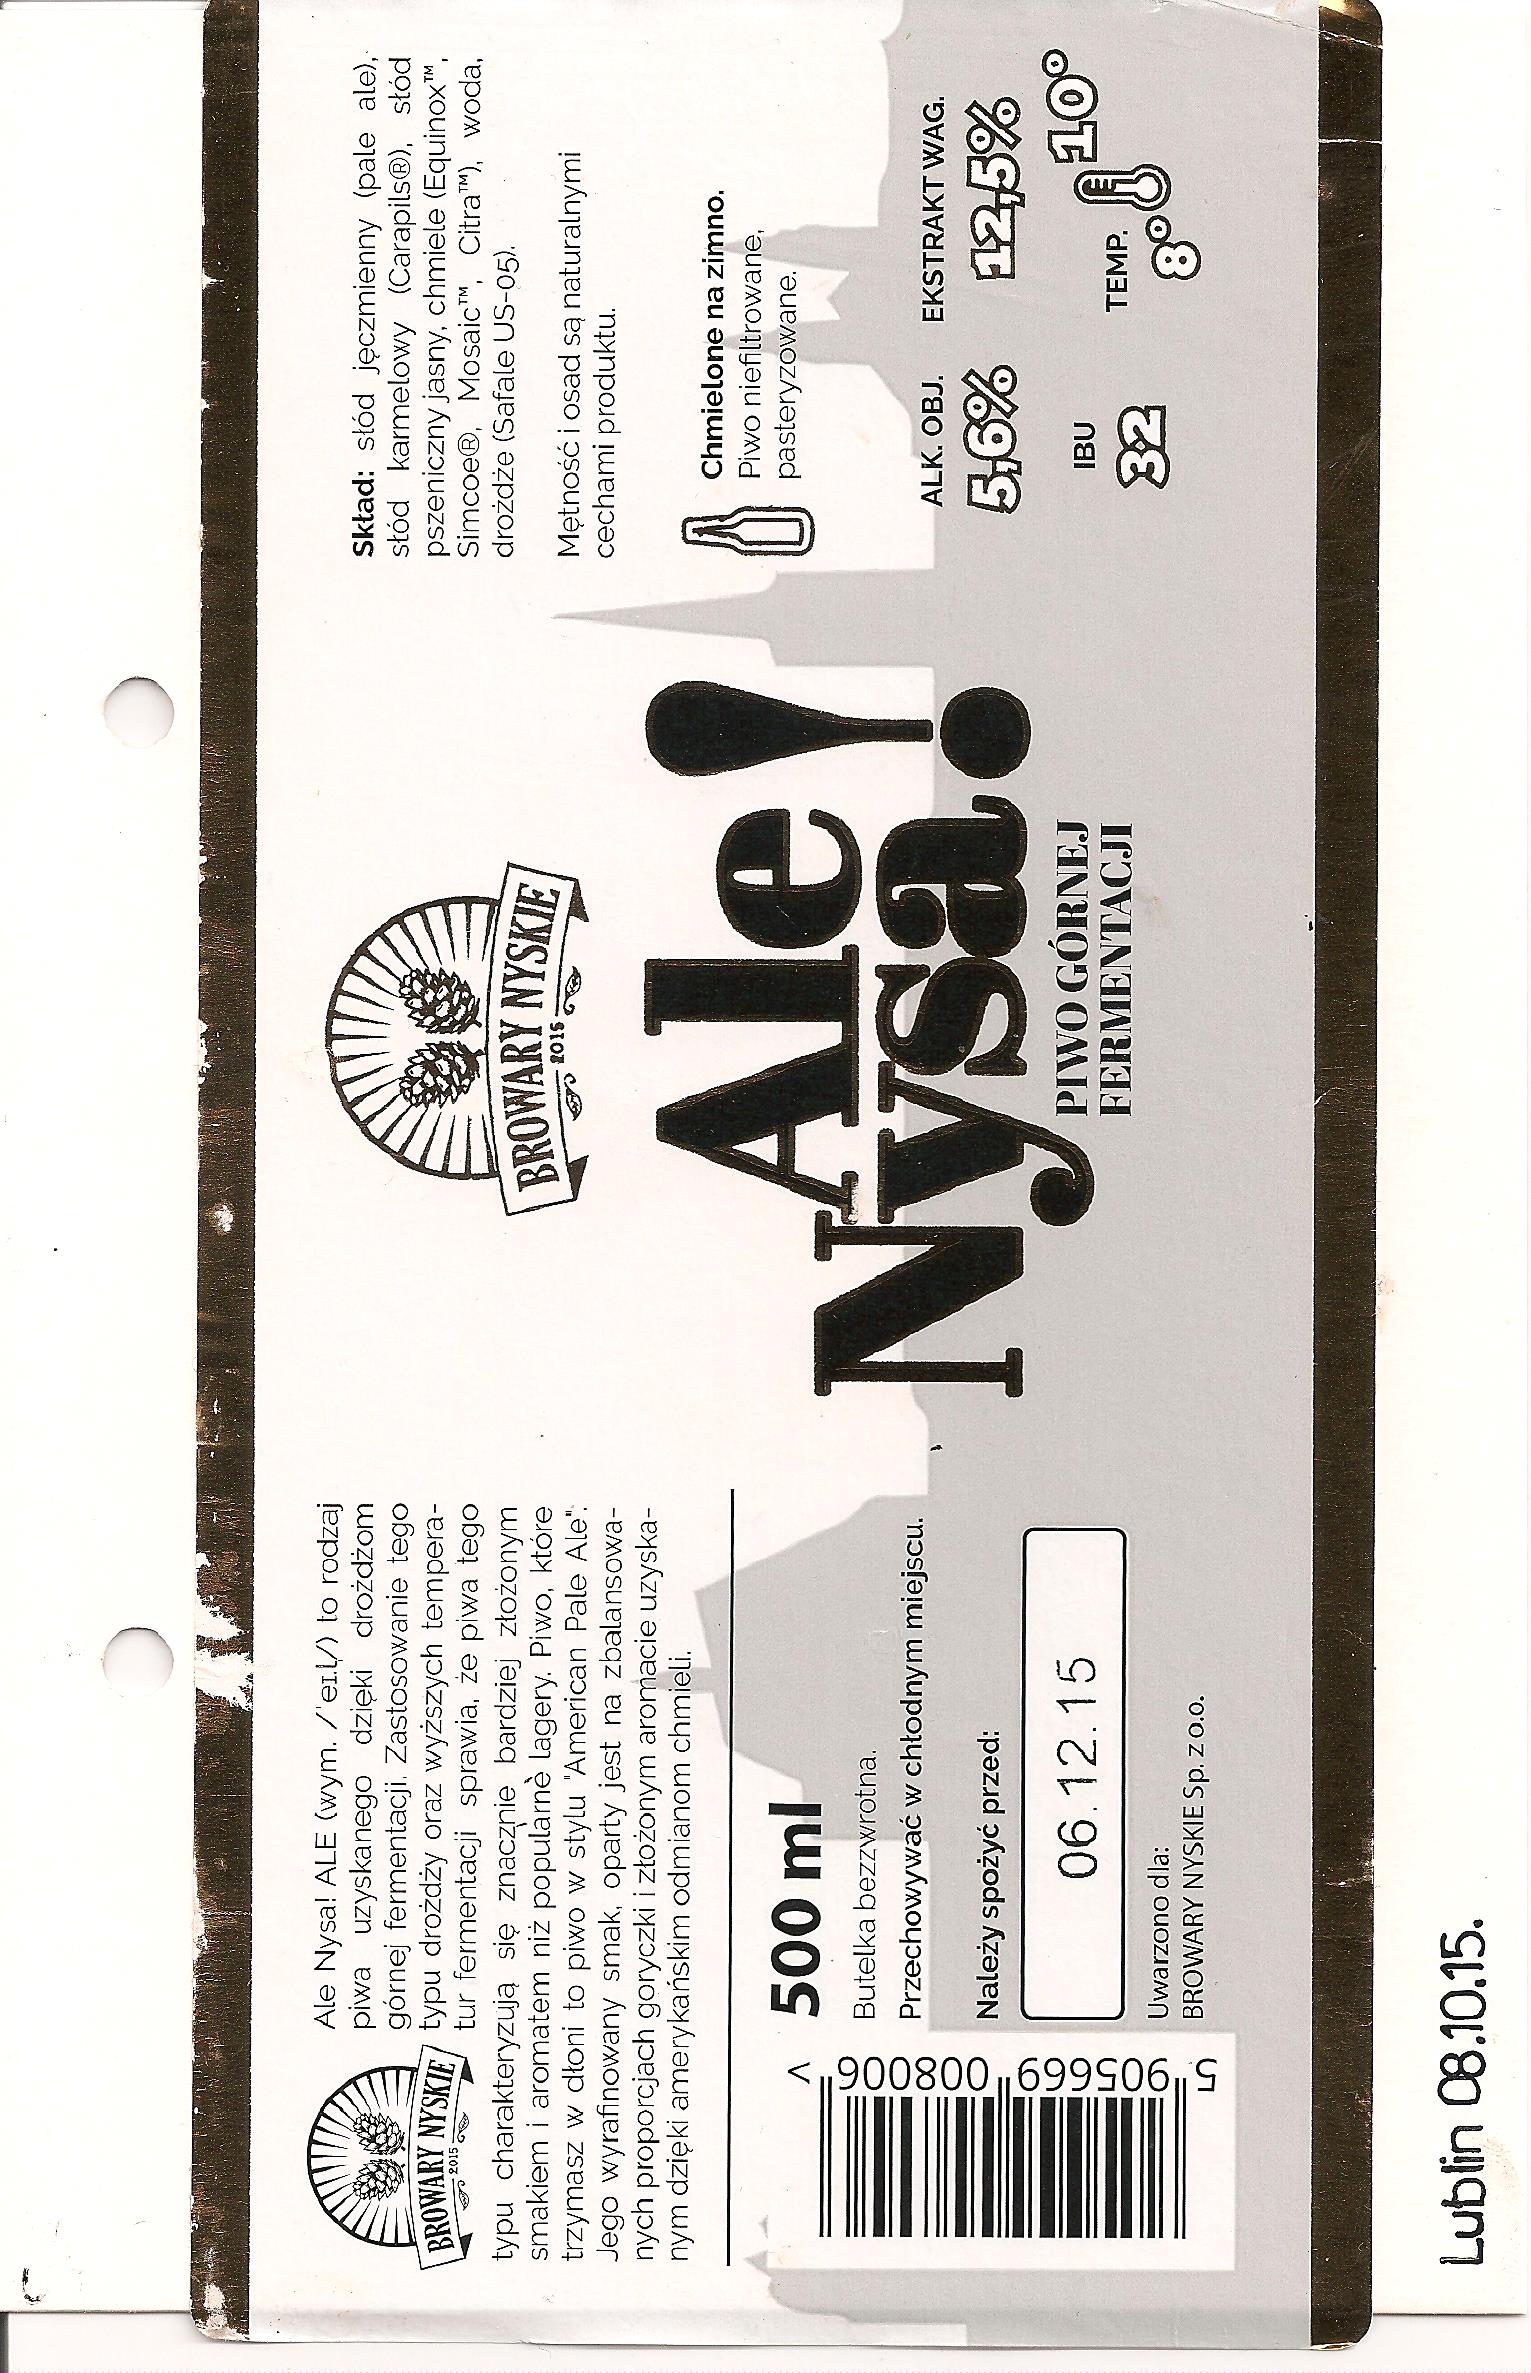 BROWARY NYSKIE
2015
Ale Nysa! ALE (wym. /'eɪ.l/) to rodzaj
piwa uzyskanego dzięki drożdżom
górnej fermentacji. Zastosowanie tego
typu drożdży oraz wyższych tempera-
tur fermentacji sprawia, że piwa tego
typu charakteryzują się znacznie bardziej złożonym
smakiem i aromatem niż popularne lagery. Piwo, które
trzymasz w dłoni to piwo w stylu "American Pale Ale".
Jego wyrafinowany smak, oparty jest na zbalansowa-
nych proporcjach goryczki i złożonym aromacie uzyska-
nym dzięki amerykańskim odmianom chmieli.
500 ml
Butelka bezzwrotna.
Przechowywać w chłodnym miejscu.
Należy spożyć przed:
06.12.15
Uwarzono dla:
BROWARY NYSKIE Sp. z o.o.
5 905669 008006 >
BROWARY NYSKIE
2015
Ale!
Nysa
PIWO GÓRNEJ
FERMENTACJI
Skład: słód jęczmienny (pale ale),
słód karmelowy (Carapils®), słód
pszeniczny jasny, chmiele (Equinox™,
Simcoe®, Mosaic™, Citra™), woda,
drożdże (Safale US-05).
Mętność i osad są naturalnymi
cechami produktu.
Chmielone na zimno.
Piwo niefiltrowane,
pasteryzowane.
ALK. OBJ.
5,6%
EKSTRAKT WAG.
12,5%
IBU
32
TEMP.
8° 10°
Lublin 08.10.15.